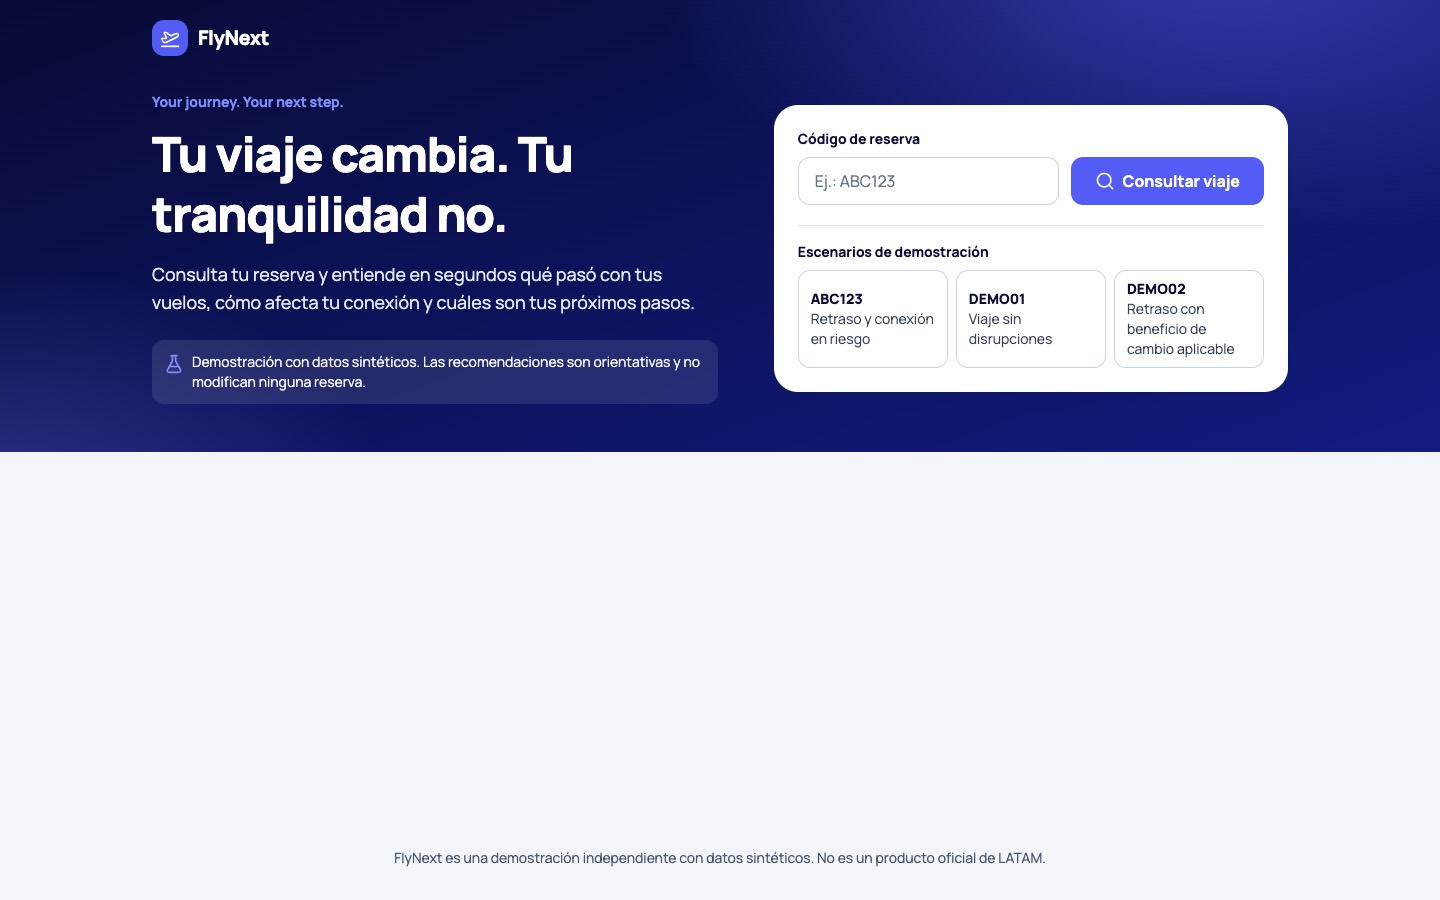 FlyNext
Your journey. Your next step.
Tu viaje cambia. Tu
tranquilidad no.
Consulta tu reserva y entiende en segundos qué pasó con tus
vuelos, cómo afecta tu conexión y cuáles son tus próximos pasos.
Demostración con datos sintéticos. Las recomendaciones son orientativas y no
modifican ninguna reserva.
Código de reserva
Ej.: ABC123
Consultar viaje
Escenarios de demostración
ABC123
Retraso y conexión
en riesgo
DEMO01
Viaje sin
disrupciones
DEMO02
Retraso con
beneficio de
cambio aplicable
FlyNext es una demostración independiente con datos sintéticos. No es un producto oficial de LATAM.